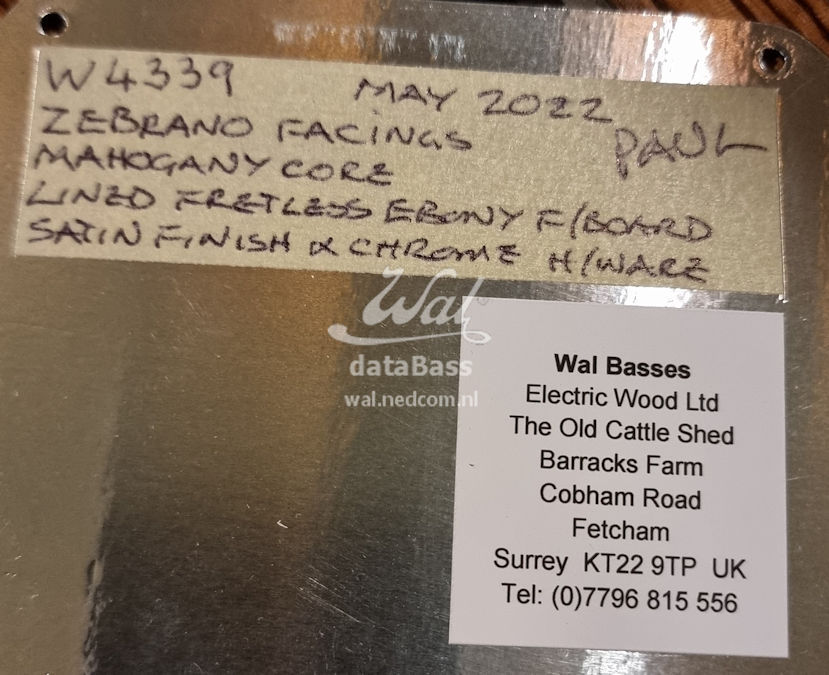 W4339 MAY 2022
ZEBRANO FACINGS PAUL
MAHOGANY CORE
LINED FRETLESS EBONY F/BOARD
SATIN FINISH & CHROME H/WARE
Wal
dataBass
wal.nedcom.nl
Wal Basses
Electric Wood Ltd
The Old Cattle Shed
Barracks Farm
Cobham Road
Fetcham
Surrey KT22 9TP UK
Tel: (0)7796 815 556